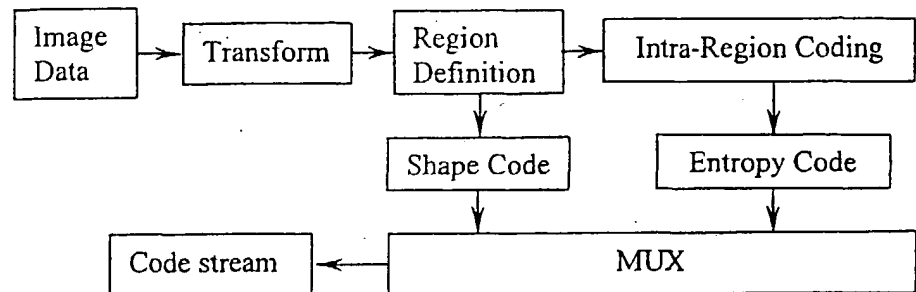 Image
Data
Transform
Region
Definition
Intra-Region Coding
Shape Code
Entropy Code
Code stream
MUX